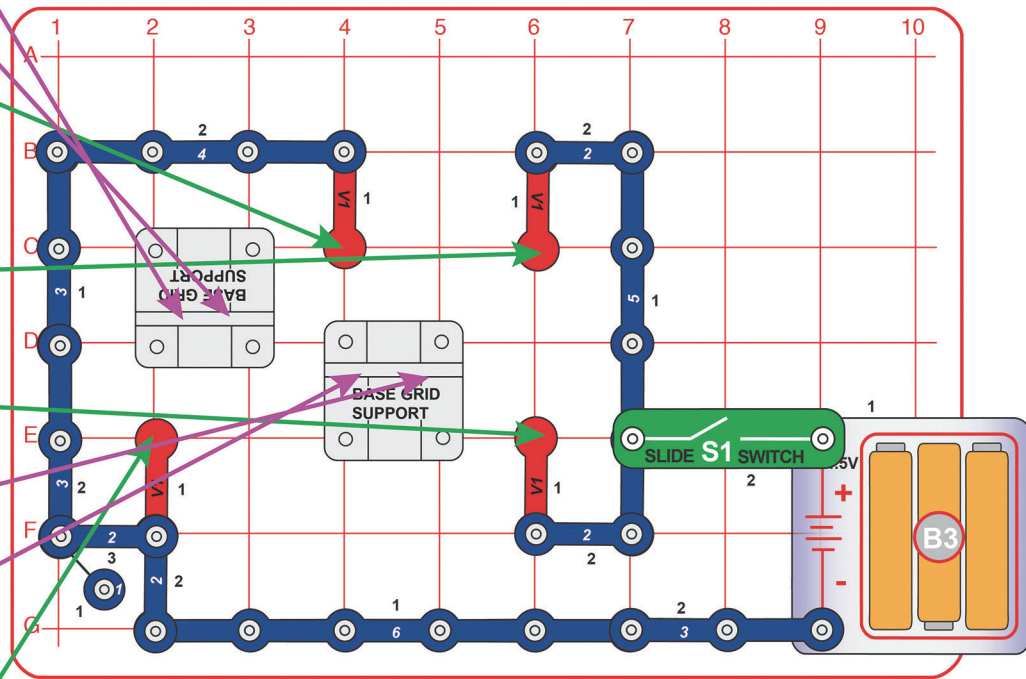 1 2 3 4 5 6 7 8 9 10
A
2 2
B 4 2
V1 1 1 V1
C
BASE GRID
SUPPORT
3 1 5 1
D
BASE GRID
SUPPORT
1
E
SLIDE S1 SWITCH
.5V
2
3 2 V1 1 V1 1
+
B3
F 2 2
3 2
2 2
1
1
-
1 2
G 6 3